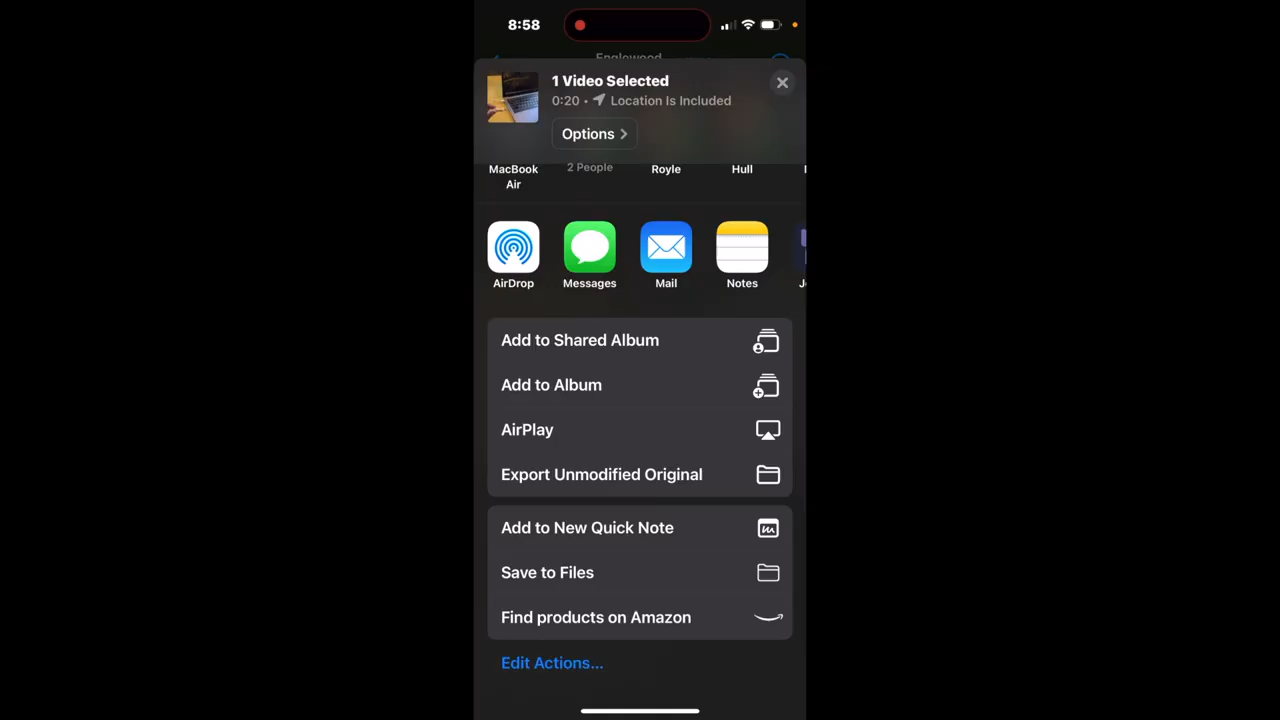 8:58
Englewood
1 Video Selected
0:20 • Location Is Included
Options
MacBook Air
2 People
Royle
Hull
AirDrop
Messages
Mail
Notes
Add to Shared Album
Add to Album
AirPlay
Export Unmodified Original
Add to New Quick Note
Save to Files
Find products on Amazon
Edit Actions...